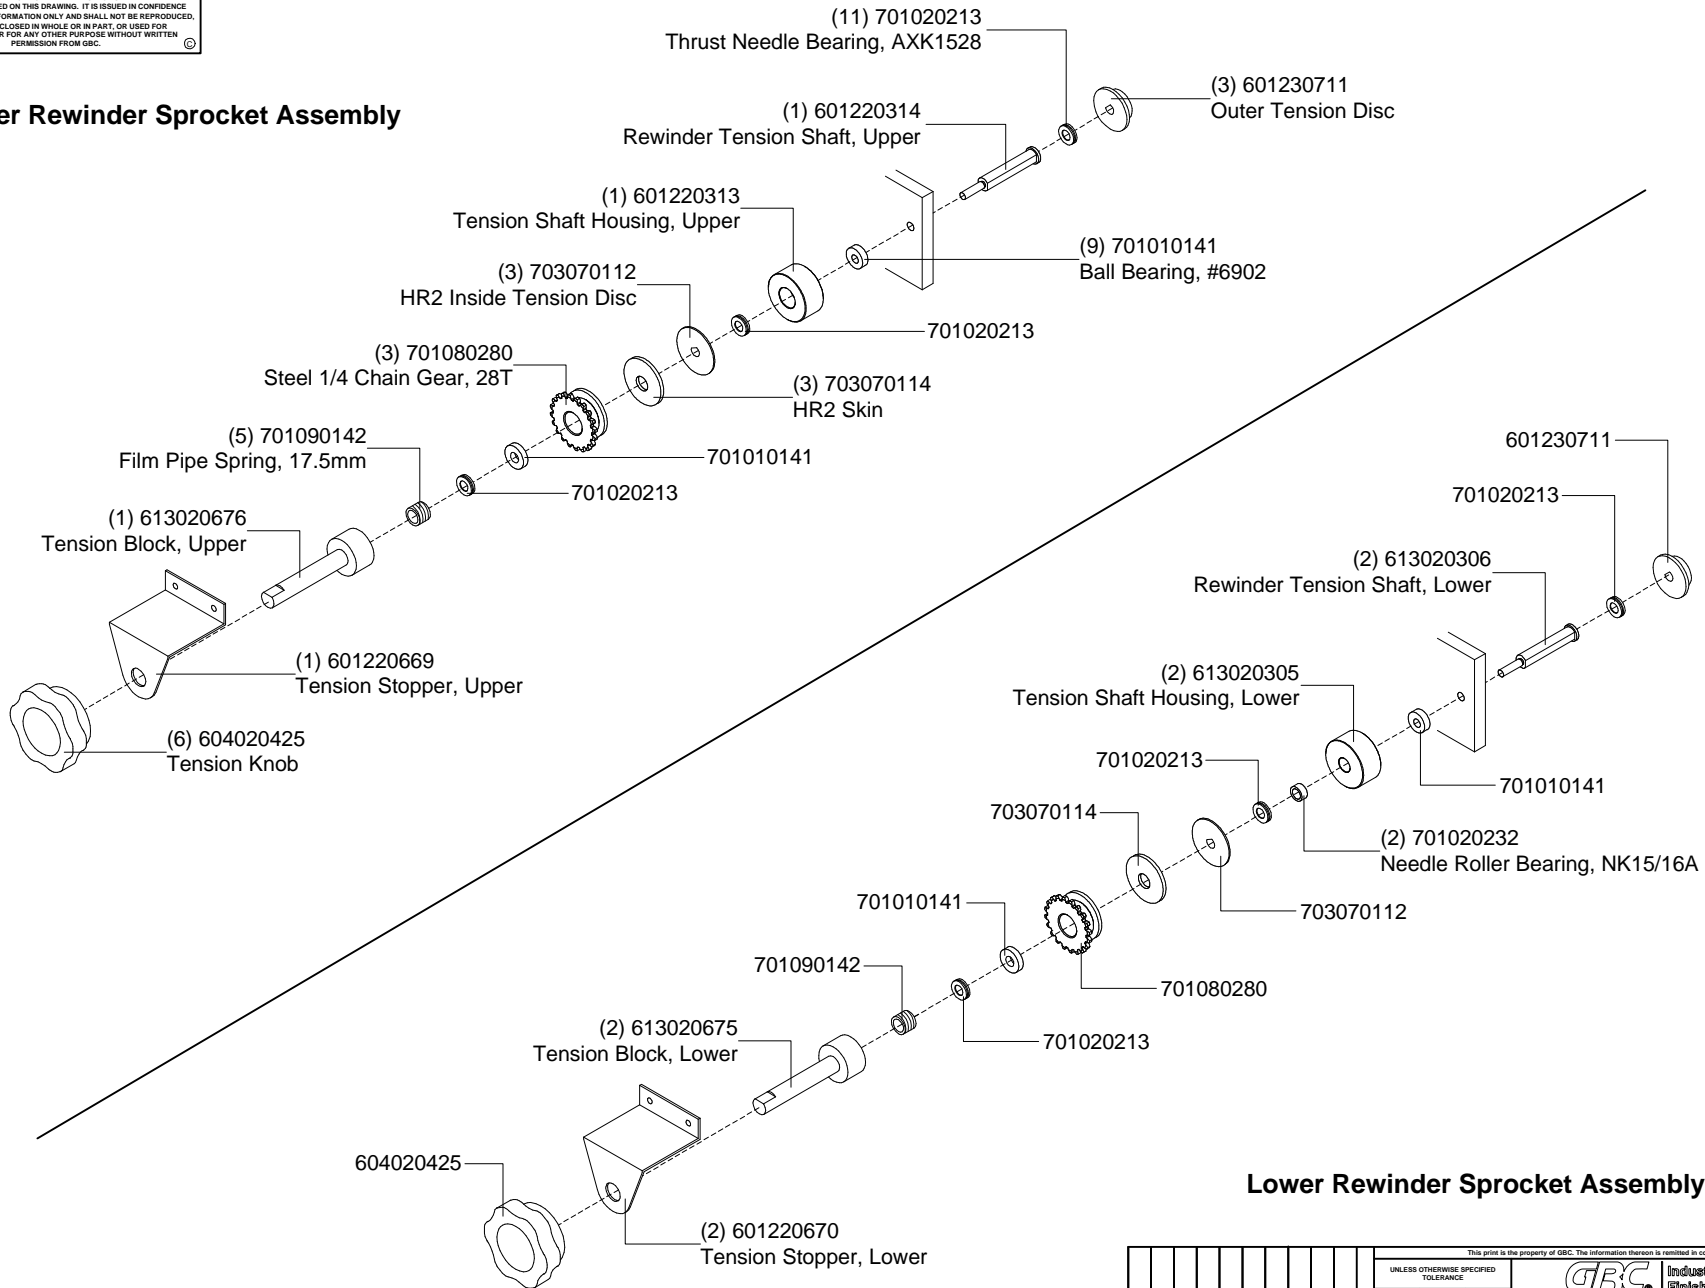 ED ON THIS DRAWING. IT IS ISSUED IN CONFIDENCE
FORMATION ONLY AND SHALL NOT BE REPRODUCED,
CLOSED IN WHOLE OR IN PART, OR USED FOR
R FOR ANY OTHER PURPOSE WITHOUT WRITTEN
PERMISSION FROM GBC. ©
er Rewinder Sprocket Assembly
(11) 701020213
Thrust Needle Bearing, AXK1528
(3) 601230711
Outer Tension Disc
(1) 601220314
Rewinder Tension Shaft, Upper
(1) 601220313
Tension Shaft Housing, Upper
(9) 701010141
Ball Bearing, #6902
(3) 703070112
HR2 Inside Tension Disc
701020213
(3) 701080280
Steel 1/4 Chain Gear, 28T
(3) 703070114
HR2 Skin
(5) 701090142
Film Pipe Spring, 17.5mm
701010141
701020213
(1) 613020676
Tension Block, Upper
(1) 601220669
Tension Stopper, Upper
(6) 604020425
Tension Knob
601230711
701020213
(2) 613020306
Rewinder Tension Shaft, Lower
(2) 613020305
Tension Shaft Housing, Lower
701020213
701010141
703070114
(2) 701020232
Needle Roller Bearing, NK15/16A
701010141
703070112
701090142
701080280
(2) 613020675
Tension Block, Lower
701020213
604020425
(2) 601220670
Tension Stopper, Lower
Lower Rewinder Sprocket Assembly
This print is the property of GBC. The information thereon is remitted in co
UNLESS OTHERWISE SPECIFIED
TOLERANCE
GBC
Indus
Finish